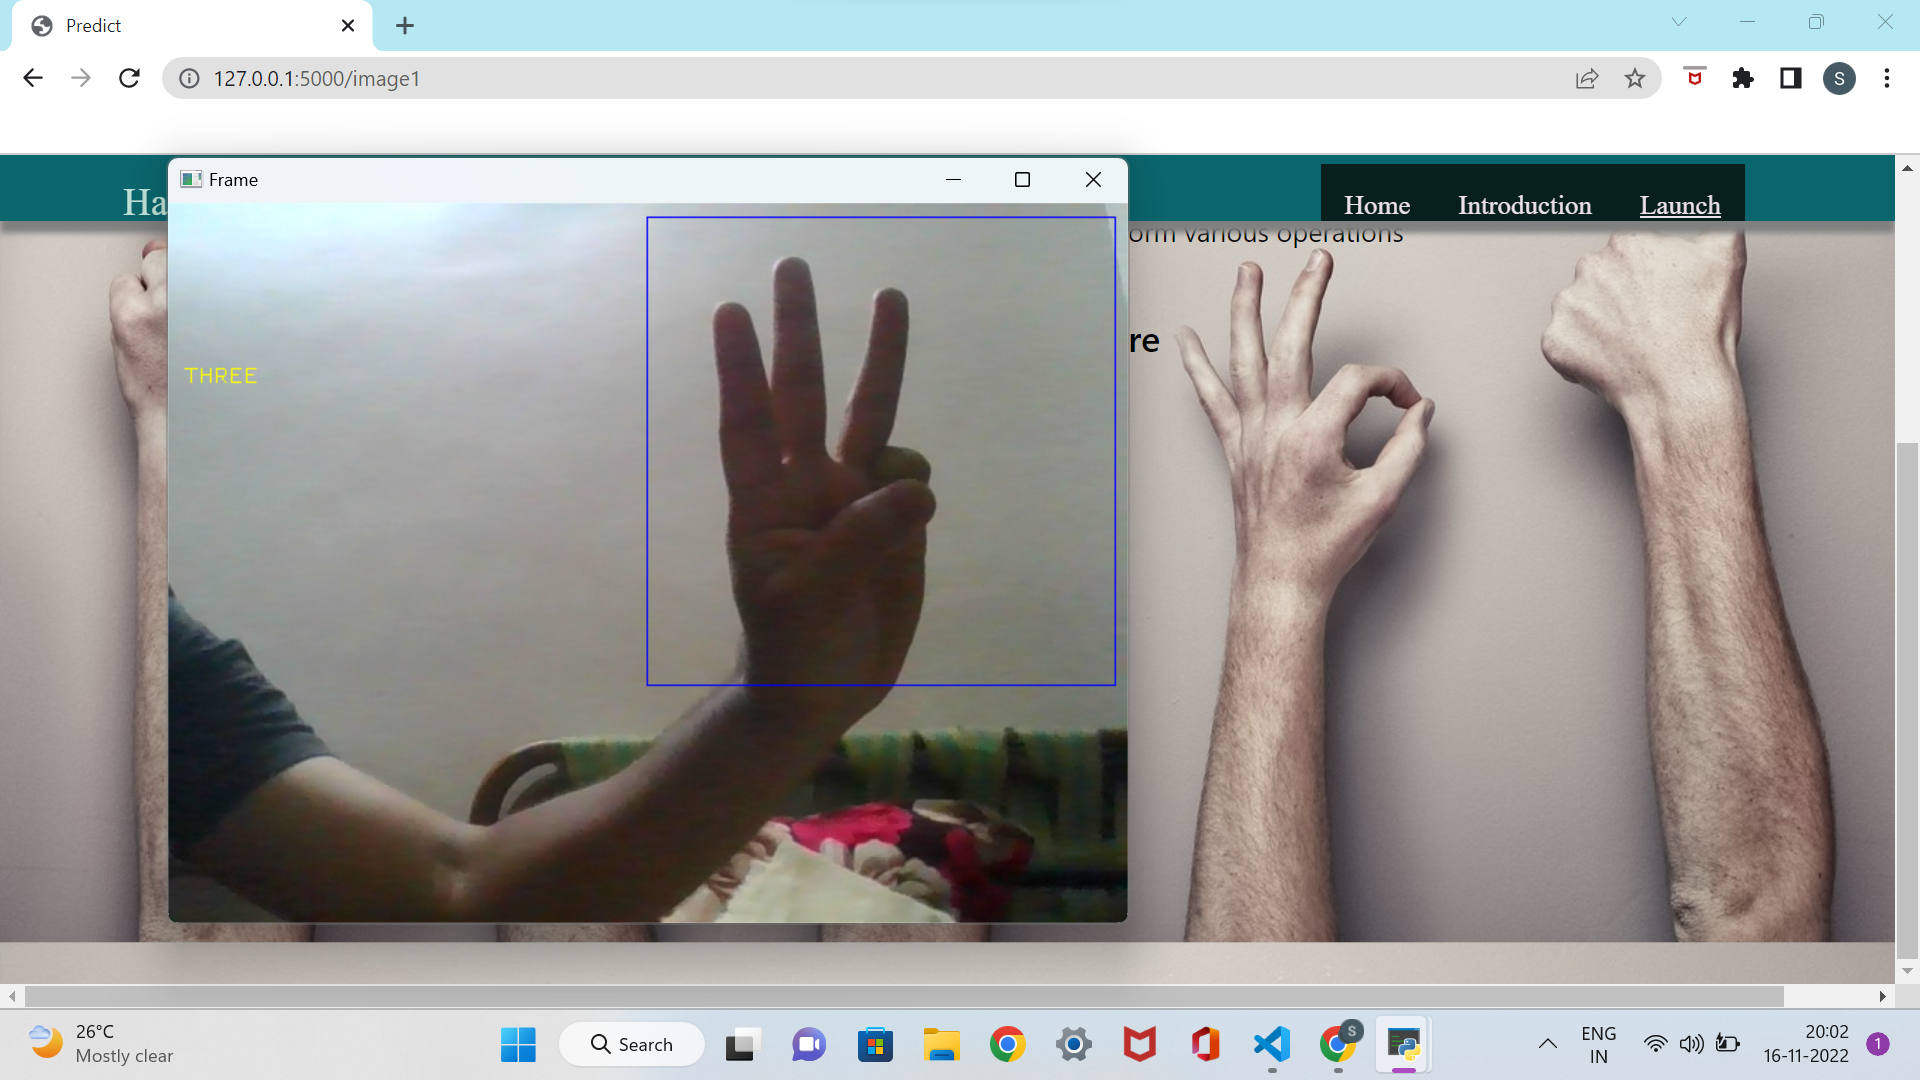 Predict
127.0.0.1:5000/image1
S
Frame
Ha
Home Introduction Launch
orm various operations
re
THREE
26°C
Mostly clear
Search
S
ENG
IN
20:02
16-11-2022
1